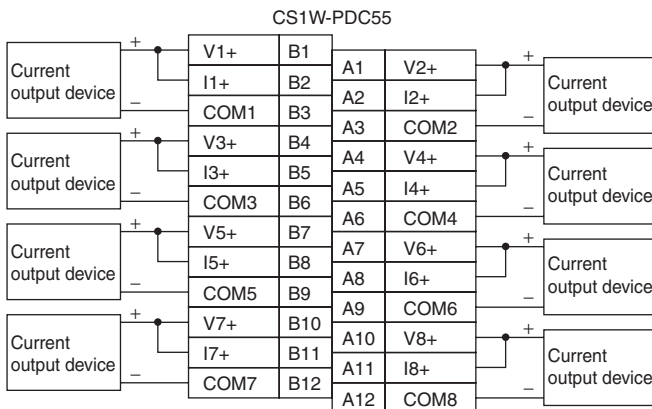 CS1W-PDC55
+
V1+ B1
Current
output device
I1+ B2
−
COM1 B3
+
V3+ B4
Current
output device
I3+ B5
−
COM3 B6
+
V5+ B7
Current
output device
I5+ B8
−
COM5 B9
+
V7+ B10
Current
output device
I7+ B11
−
COM7 B12
A1 V2+
+
A2 I2+
Current
output device
A3 COM2
−
A4 V4+
+
A5 I4+
Current
output device
A6 COM4
−
A7 V6+
+
A8 I6+
Current
output device
A9 COM6
−
A10 V8+
+
A11 I8+
Current
output device
A12 COM8
−